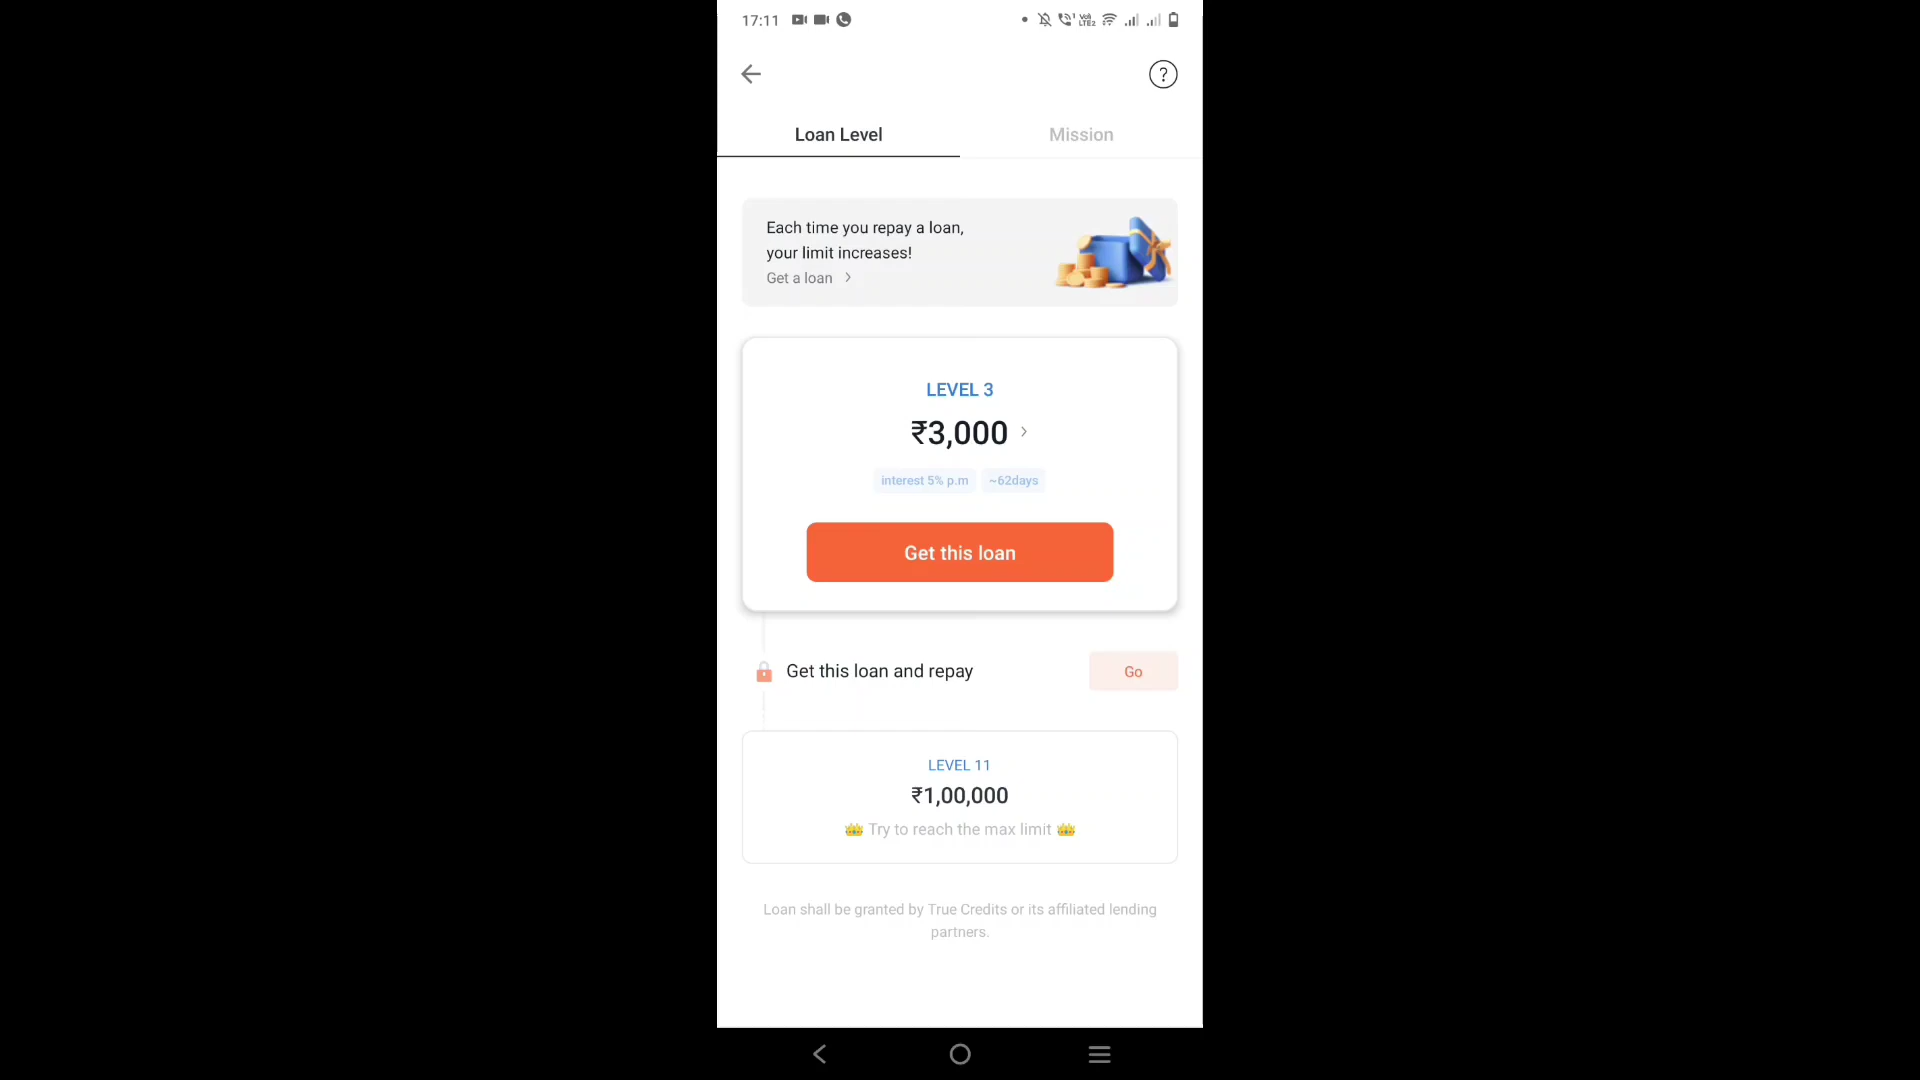 17:11
Loan Level
Mission
Each time you repay a loan,
your limit increases!
Get a loan
LEVEL 3
₹3,000
interest 5% p.m
~62days
Get this loan
Get this loan and repay
Go
LEVEL 11
₹1,00,000
👑 Try to reach the max limit 👑
Loan shall be granted by True Credits or its affiliated lending
partners.